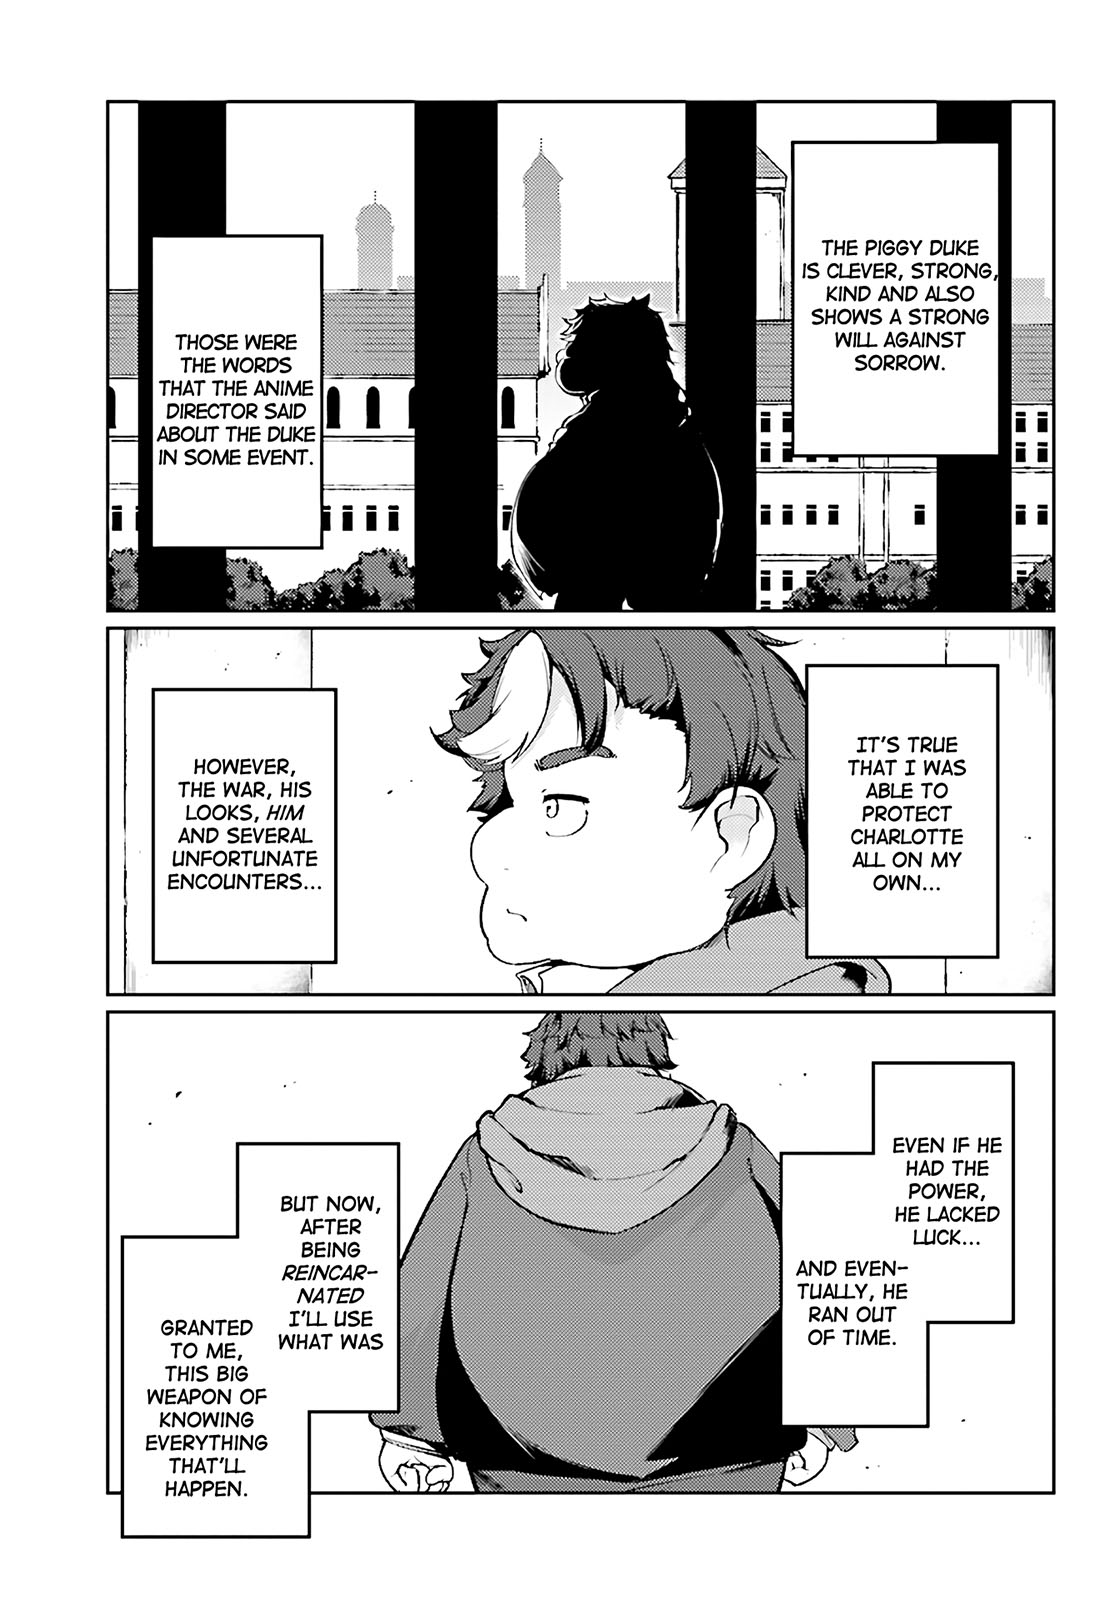 THE PIGGY DUKE
IS CLEVER, STRONG,
KIND AND ALSO
SHOWS A STRONG
WILL AGAINST
SORROW.
THOSE WERE
THE WORDS
THAT THE ANIME
DIRECTOR SAID
ABOUT THE DUKE
IN SOME EVENT.
IT'S TRUE
THAT I WAS
ABLE TO
PROTECT
CHARLOTTE
ALL ON MY
OWN...
HOWEVER,
THE WAR, HIS
LOOKS, HIM
AND SEVERAL
UNFORTUNATE
ENCOUNTERS...
EVEN IF HE
HAD THE
POWER,
HE LACKED
LUCK...
AND EVEN-
TUALLY, HE
RAN OUT
OF TIME.
BUT NOW,
AFTER
BEING
REINCAR-
NATED
I'LL USE
WHAT WAS
GRANTED
TO ME,
THIS BIG
WEAPON OF
KNOWING
EVERYTHING
THAT'LL
HAPPEN.